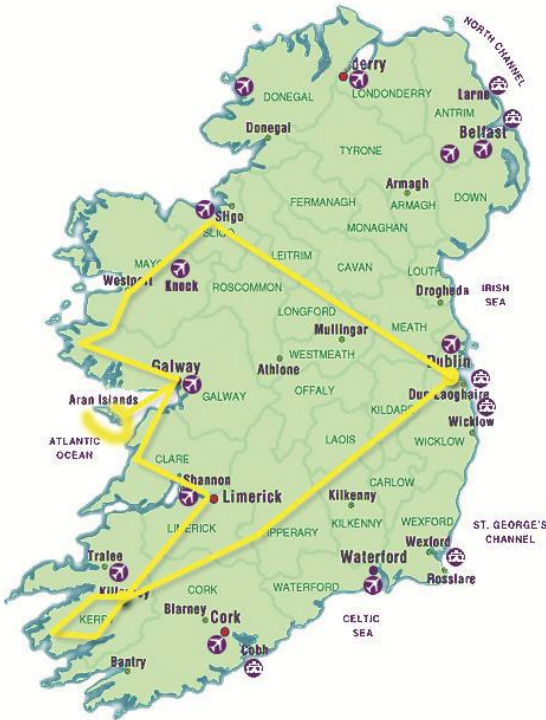 NORTH CHANNEL
derry
DONEGAL
LONDONDERRY
Larne
ANTRIM
Belfast
Donegal
TYRONE
Armagh
ARMAGH
DOWN
FERMANAGH
MONAGHAN
Sligo
SLIGO
LEITRIM
CAVAN
LOUTH
MAYO
Knock
Westport
ROSCOMMON
Drogheda
IRISH
SEA
LONGFORD
MEATH
Mullingar
WESTMEATH
Athlone
Dublin
Galway
GALWAY
OFFALY
Dun Laoghaire
KILDARE
Aran Islands
Wicklow
WICKLOW
ATLANTIC
OCEAN
LAOIS
CLARE
Shannon
CARLOW
Limerick
Kilkenny
LIMERICK
TIPPERARY
KILKENNY
WEXFORD
ST. GEORGE'S
CHANNEL
Wexford
Tralee
Waterford
Rosslare
Killarney
CORK
WATERFORD
KERRY
Blarney
Cork
CELTIC
SEA
Bantry
Cobh